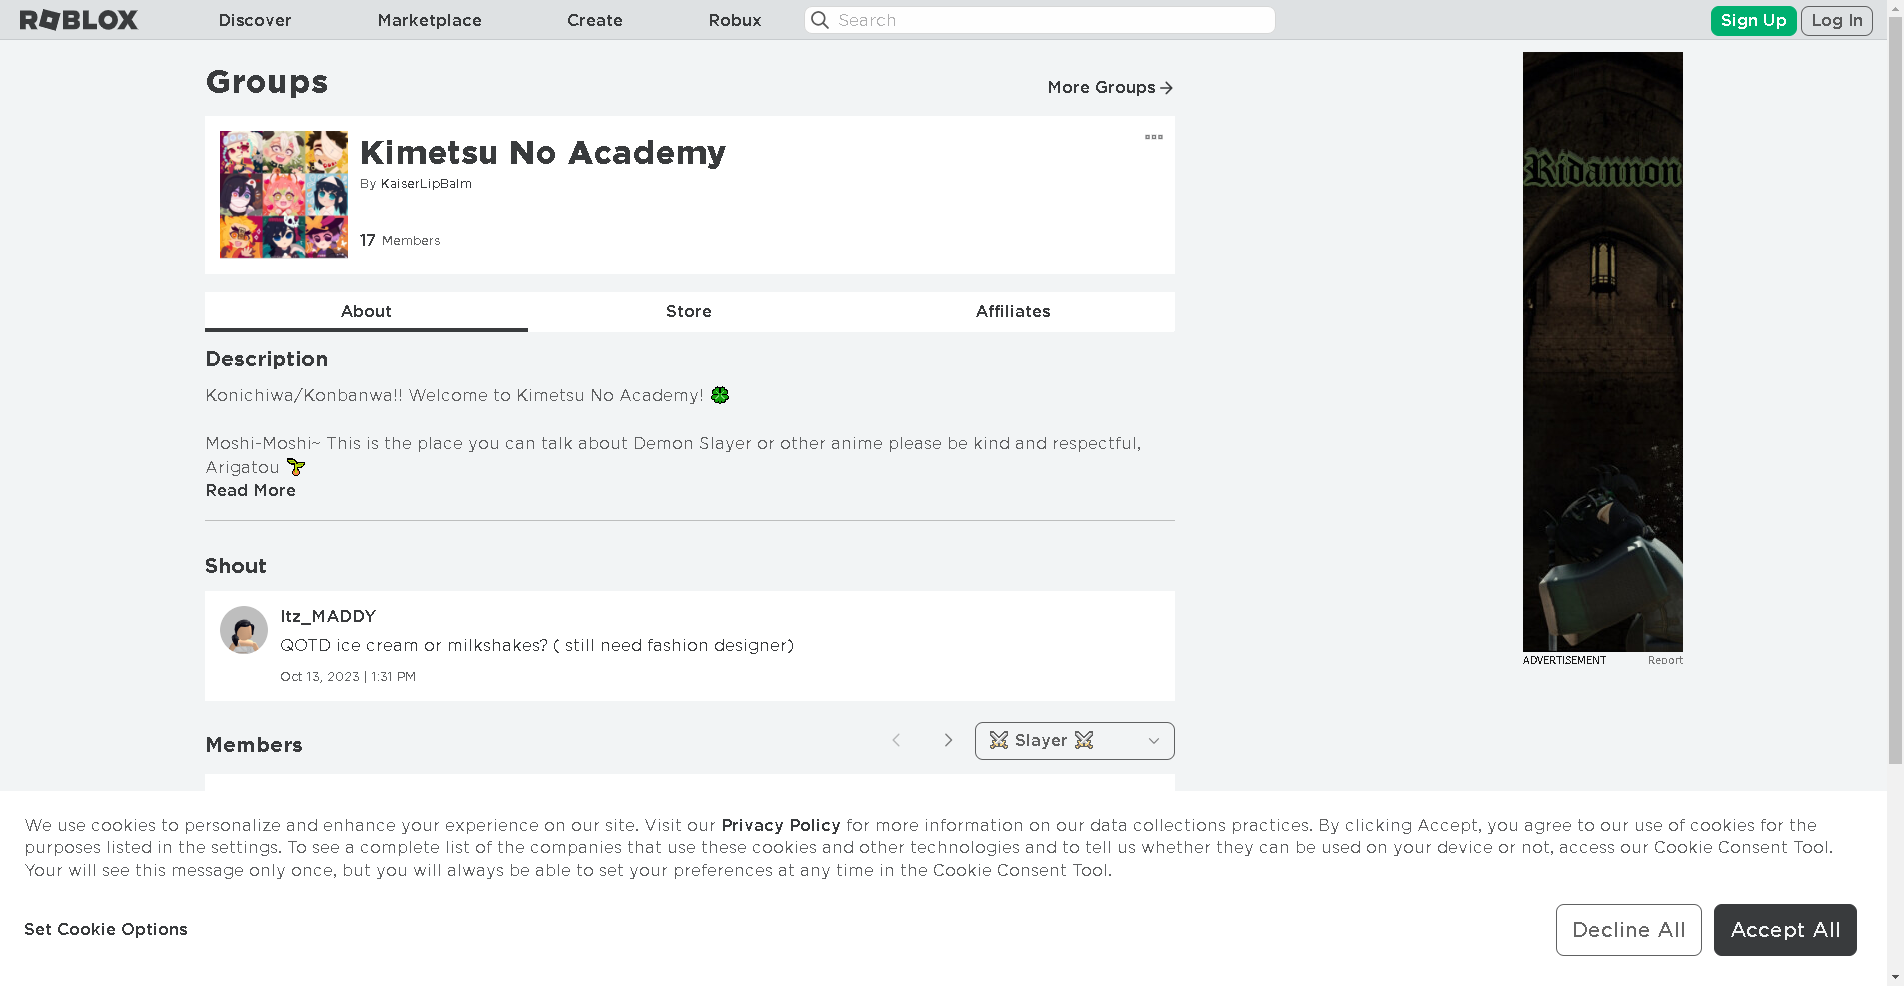 ROBLOX
Discover
Marketplace
Create
Robux
Search
Sign Up
Log In
Groups
More Groups
Kimetsu No Academy
By KaiserLipBalm
17 Members
Ridannon
About
Store
Affiliates
Description
Konichiwa/Konbanwa!! Welcome to Kimetsu No Academy! 🍀
Moshi-Moshi~ This is the place you can talk about Demon Slayer or other anime please be kind and respectful,
Arigatou 🌱
Read More
Shout
Itz_MADDY
QOTD ice cream or milkshakes? ( still need fashion designer)
Oct 13, 2023 | 1:31 PM
ADVERTISEMENT
Report
Members
⚔ Slayer ⚔
We use cookies to personalize and enhance your experience on our site. Visit our Privacy Policy for more information on our data collections practices. By clicking Accept, you agree to our use of cookies for the
purposes listed in the settings. To see a complete list of the companies that use these cookies and other technologies and to tell us whether they can be used on your device or not, access our Cookie Consent Tool.
Your will see this message only once, but you will always be able to set your preferences at any time in the Cookie Consent Tool.
Set Cookie Options
Decline All
Accept All